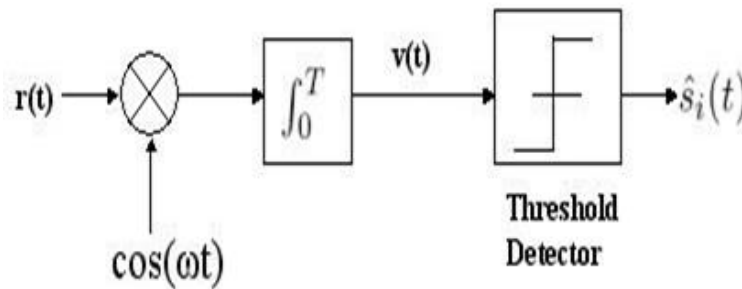 r(t)
cos(ωt)
∫₀ᵀ
v(t)
Threshold
Detector
ŝᵢ(t)